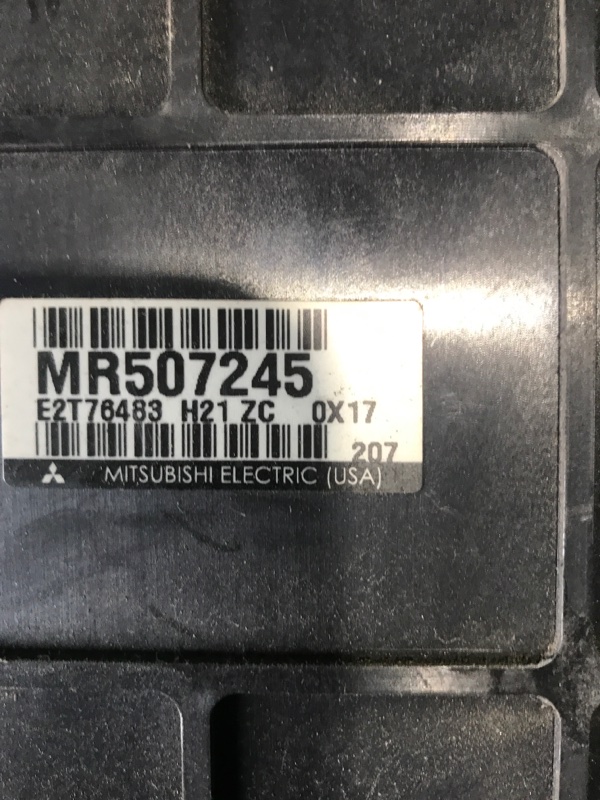 MR507245
E2T76483 H21 ZC 0X17
207
MITSUBISHI ELECTRIC (USA)